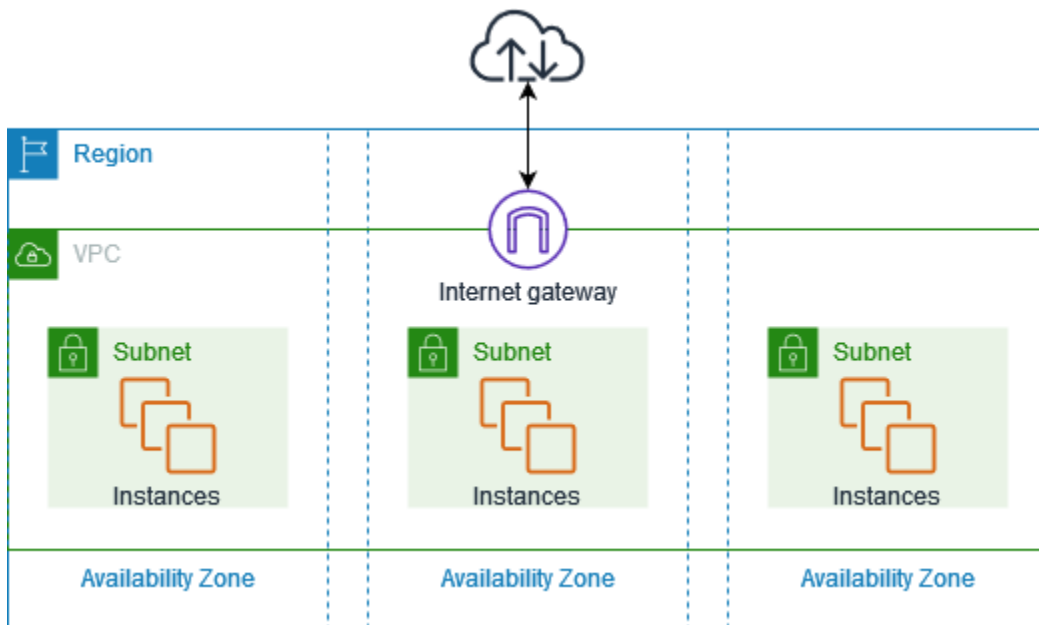 Region
VPC
Internet gateway
Subnet
Subnet
Subnet
Instances
Instances
Instances
Availability Zone
Availability Zone
Availability Zone